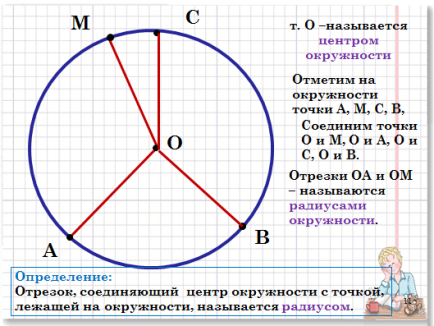 М
С
О
А
В
т. О –называется
центром
окружности
Отметим на
окружности
точки А, М, С, В,
Соединим точки
О и М, О и А, О и
С, О и В.
Отрезки ОА и ОМ
– называются
радиусами
окружности.
Определение:
Отрезок, соединяющий центр окружности с точкой,
лежащей на окружности, называется радиусом.